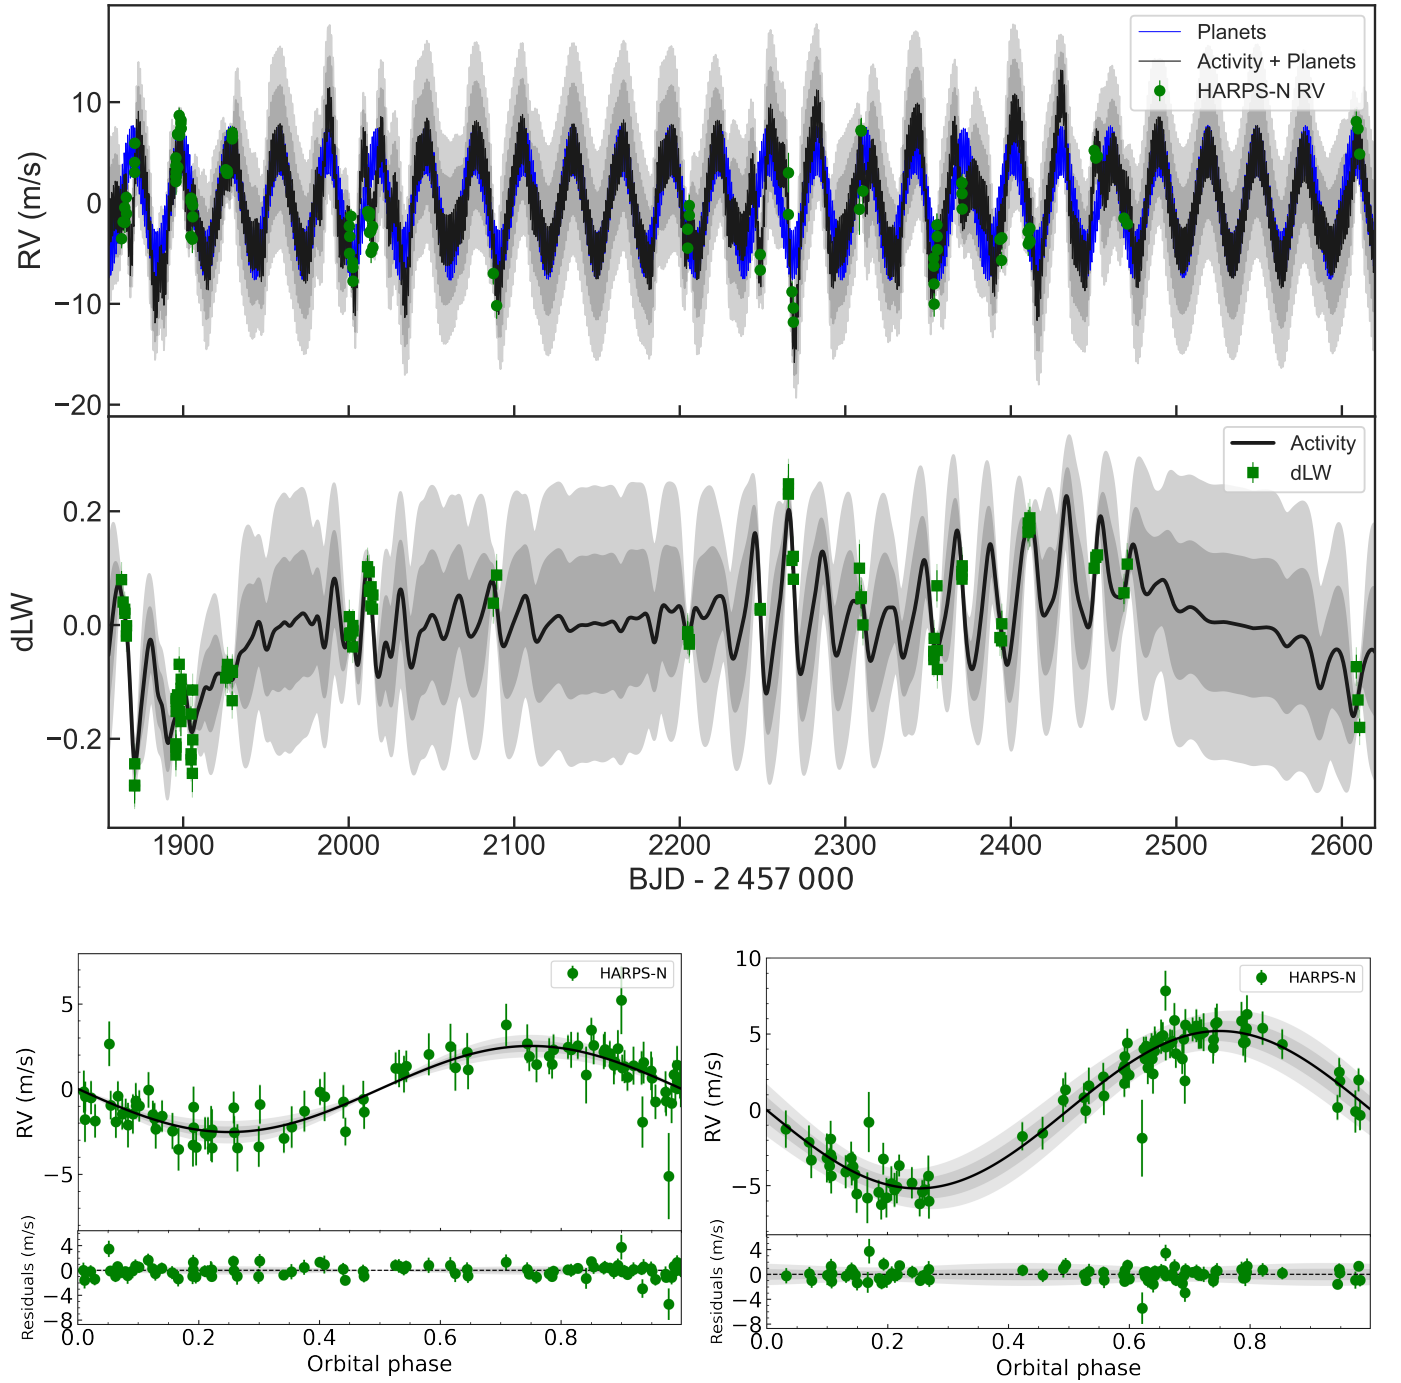 Planets
Activity + Planets
HARPS-N RV
10
0
−10
−20
RV (m/s)
Activity
dLW
0.2
0.0
−0.2
dLW
1900 2000 2100 2200 2300 2400 2500 2600
BJD - 2 457 000
HARPS-N
5
0
−5
RV (m/s)
4
0
−4
−8
Residuals (m/s)
0.0 0.2 0.4 0.6 0.8
Orbital phase
HARPS-N
10
5
0
−5
RV (m/s)
4
0
−4
−8
Residuals (m/s)
0.0 0.2 0.4 0.6 0.8
Orbital phase